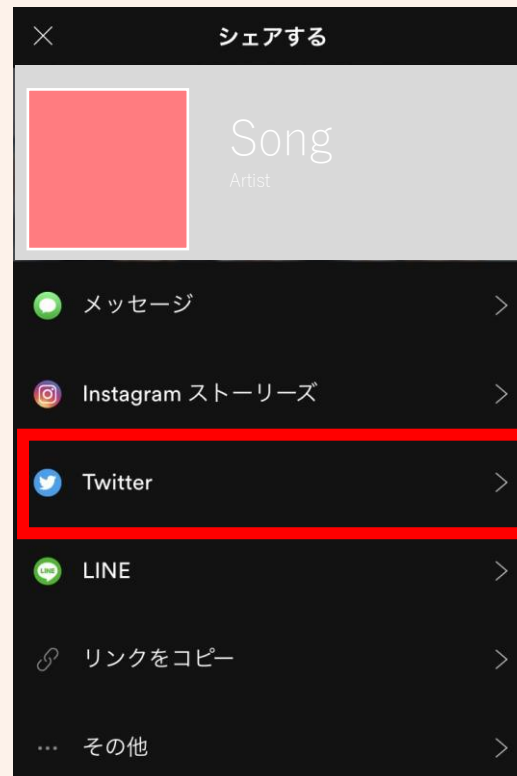 シェアする
Song
Artist
メッセージ
Instagram ストーリーズ
Twitter
LINE
LINE
リンクをコピー
その他